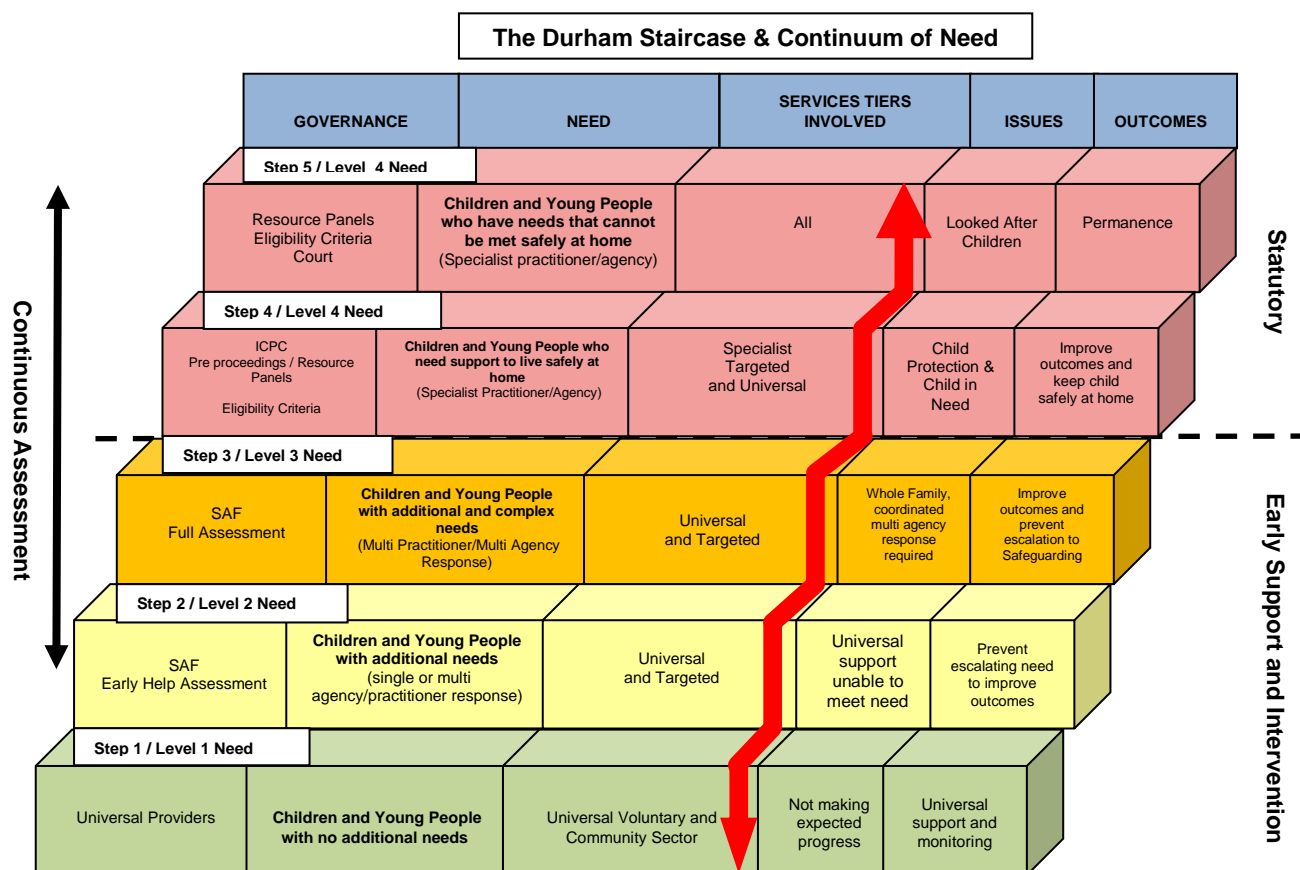 The Durham Staircase & Continuum of Need
GOVERNANCE
NEED
SERVICES TIERS
INVOLVED
ISSUES
OUTCOMES
Step 5 / Level 4 Need
Resource Panels
Eligibility Criteria
Court
Children and Young People
who have needs that cannot
be met safely at home
(Specialist practitioner/agency)
All
Looked After
Children
Permanence
Step 4 / Level 4 Need
ICPC
Pre proceedings / Resource
Panels
Eligibility Criteria
Children and Young People who
need support to live safely at
home
(Specialist Practitioner/Agency)
Specialist
Targeted
and Universal
Child
Protection &
Child in
Need
Improve
outcomes and
keep child
safely at home
Step 3 / Level 3 Need
SAF
Full Assessment
Children and Young People
with additional and complex
needs
(Multi Practitioner/Multi Agency
Response)
Universal
and Targeted
Whole Family,
coordinated
multi agency
response
required
Improve
outcomes and
prevent
escalation to
Safeguarding
Step 2 / Level 2 Need
SAF
Early Help Assessment
Children and Young People
with additional needs
(single or multi
agency/practitioner response)
Universal
and Targeted
Universal
support
unable to
meet need
Prevent
escalating need
to improve
outcomes
Step 1 / Level 1 Need
Universal Providers
Children and Young People
with no additional needs
Universal Voluntary and
Community Sector
Not making
expected
progress
Universal
support and
monitoring
Continuous Assessment
Statutory
Early Support and Intervention